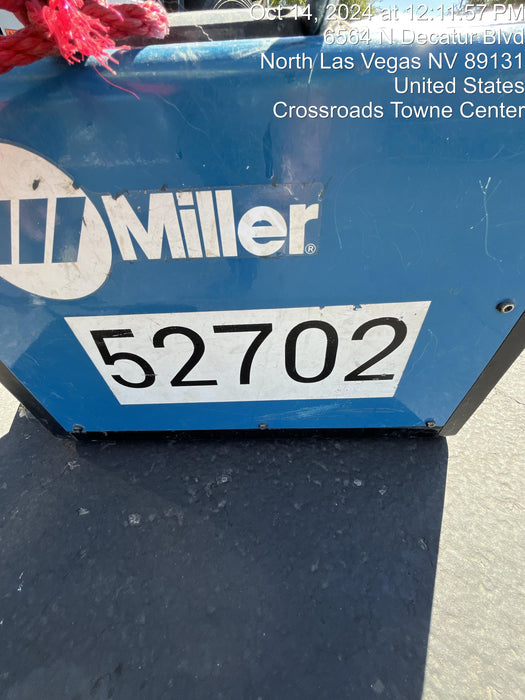 Oct 14, 2024 at 12:11:57 PM
6564 N Decatur Blvd
North Las Vegas NV 89131
United States
Crossroads Towne Center
Miller®
52702